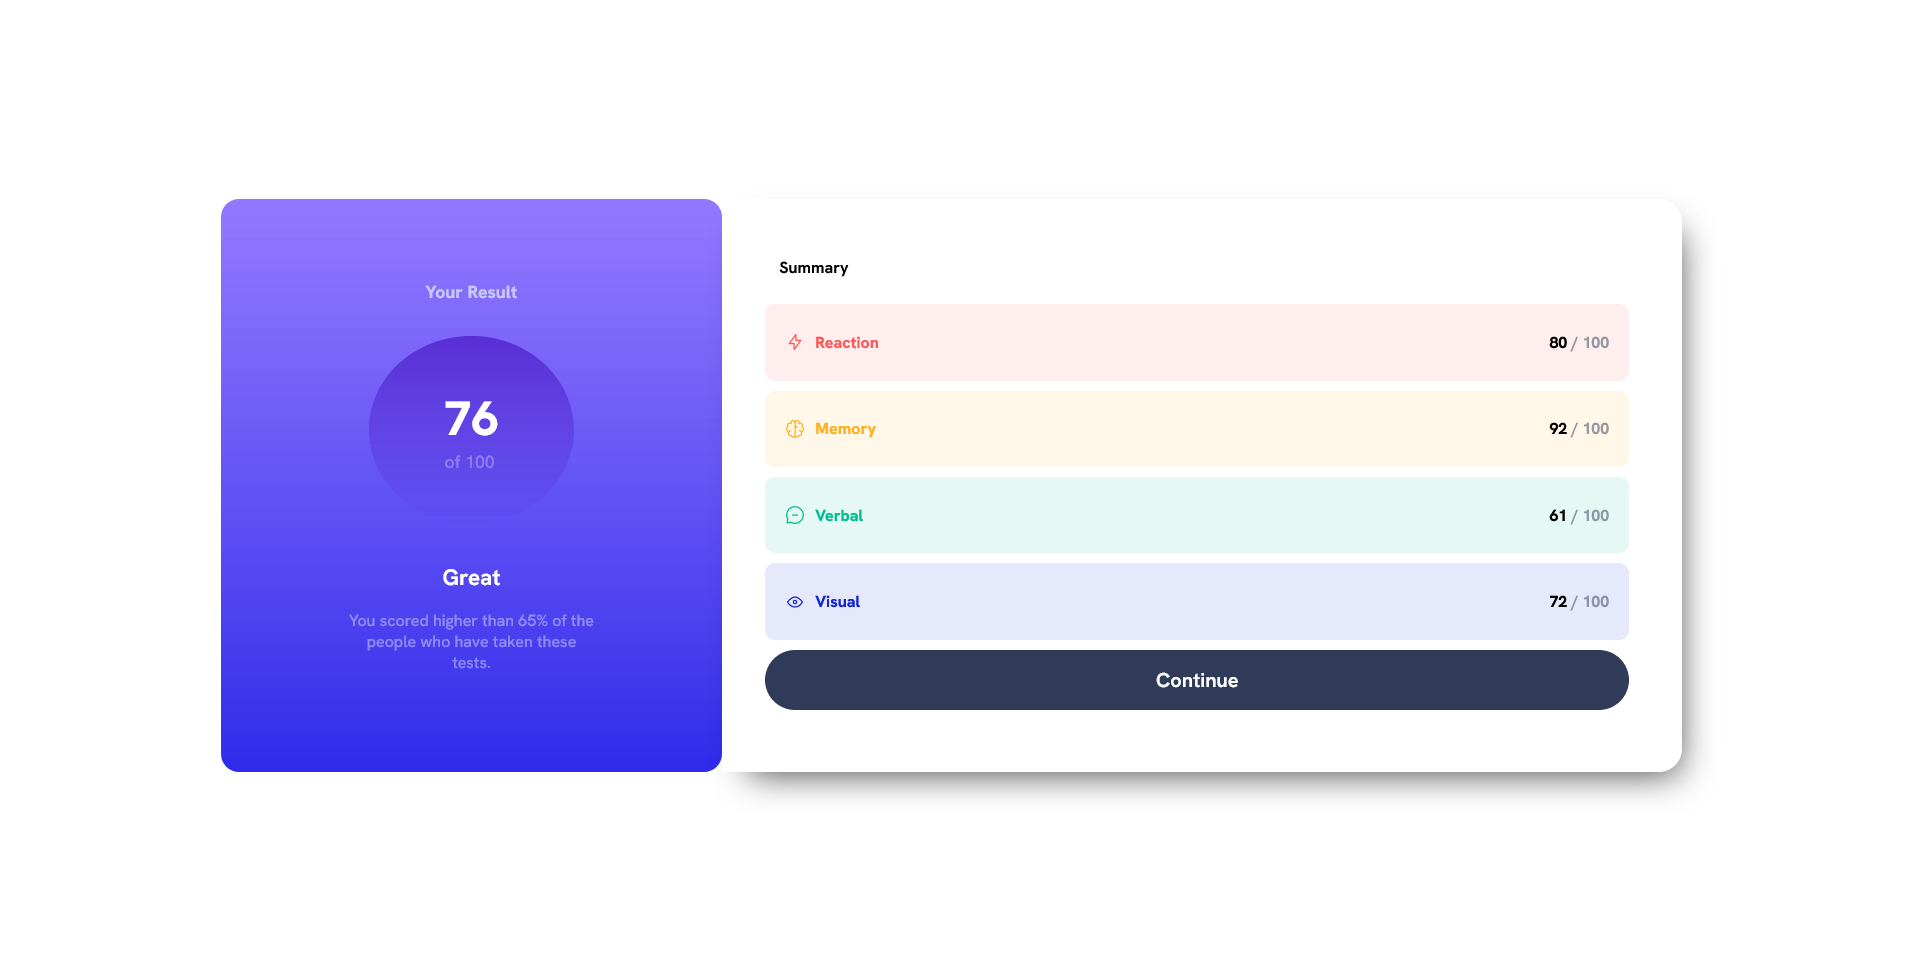 Your Result
76
of 100
Great
You scored higher than 65% of the
people who have taken these
tests.
Summary
Reaction 80 / 100
Memory 92 / 100
Verbal 61 / 100
Visual 72 / 100
Continue